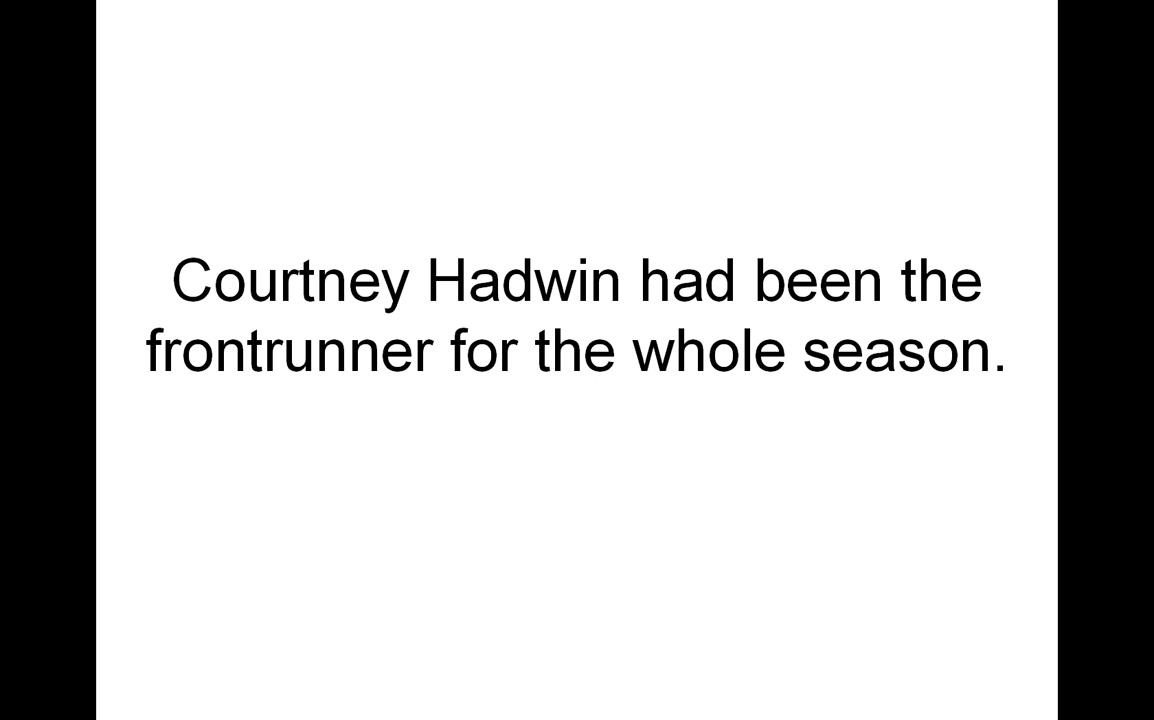 Courtney Hadwin had been the
frontrunner for the whole season.